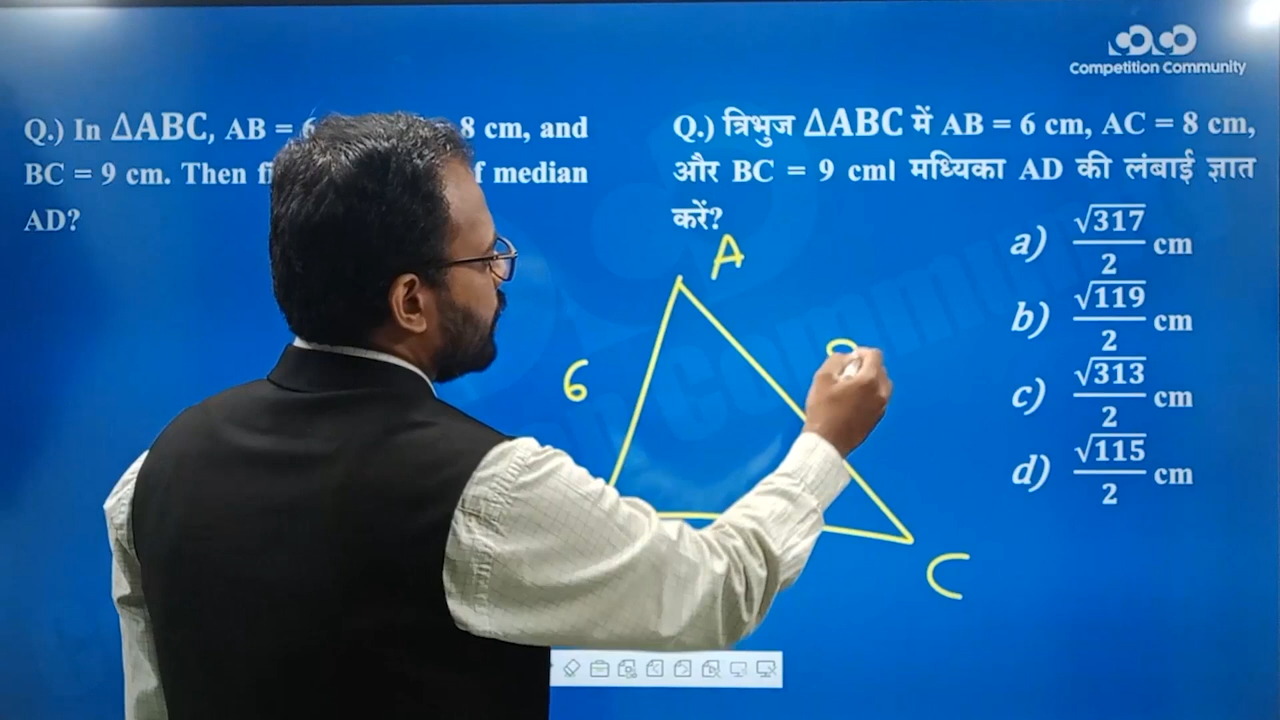 Competition Community
Q.) In ΔABC, AB = 6 8 cm, and
BC = 9 cm. Then of median
AD?
Q.) त्रिभुज ΔABC में AB = 6 cm, AC = 8 cm,
और BC = 9 cm। मध्यिका AD की लंबाई ज्ञात
करें?
a) √317/2 cm
b) √119/2 cm
c) √313/2 cm
d) √115/2 cm
A
6
C